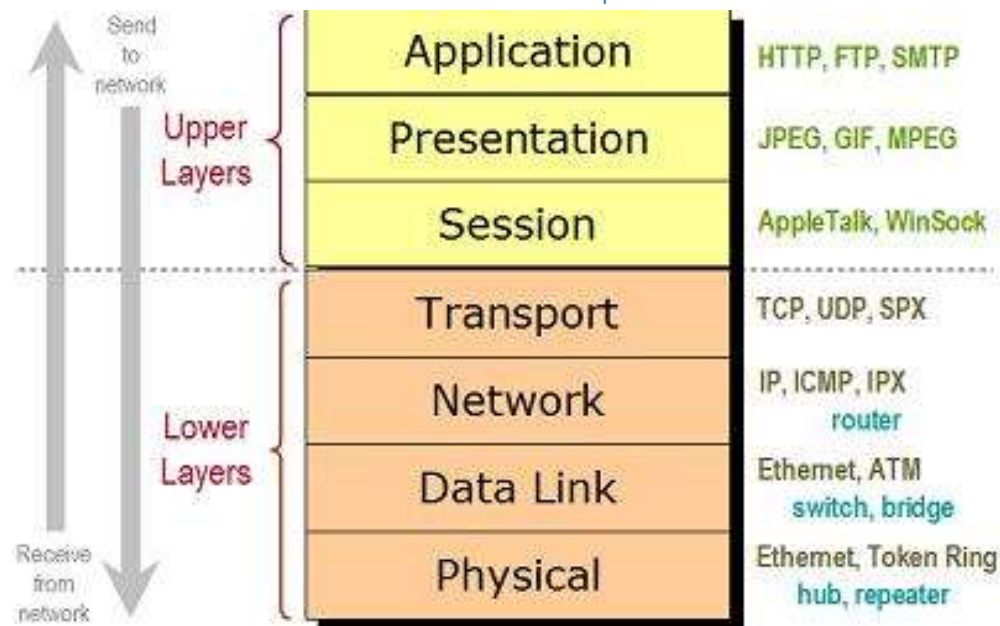 Send
to
network
Upper
Layers
Application
HTTP, FTP, SMTP
Presentation
JPEG, GIF, MPEG
Session
AppleTalk, WinSock
Lower
Layers
Transport
TCP, UDP, SPX
Network
IP, ICMP, IPX
router
Data Link
Ethernet, ATM
switch, bridge
Physical
Ethernet, Token Ring
hub, repeater
Receive
from
network